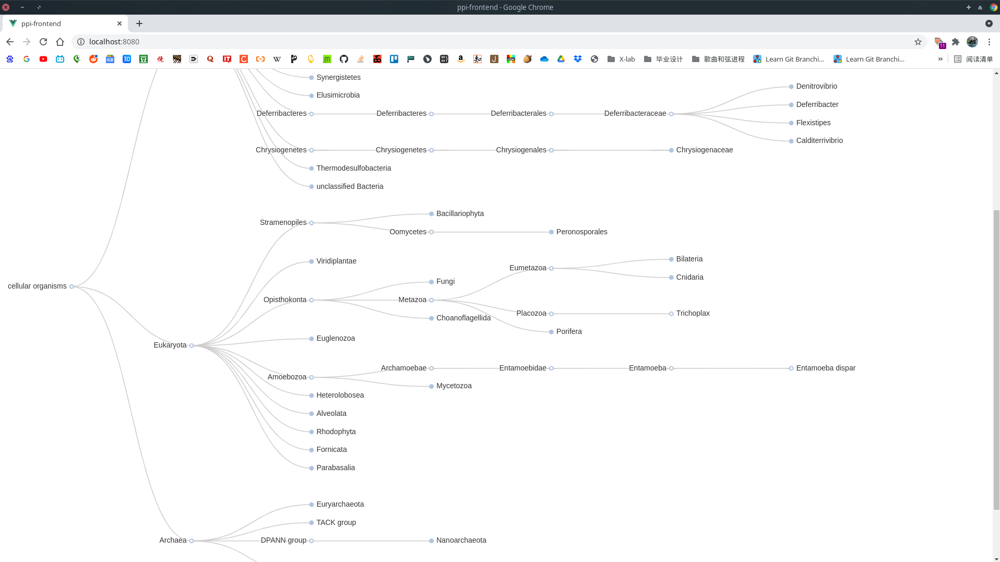 ppi-frontend - Google Chrome
ppi-frontend
localhost:8080
11
X-lab
毕业设计
歌曲和弦进程
Learn Git Branchi...
Learn Git Branchi...
»
阅读清单
Synergistetes
Denitrovibrio
Elusimicrobia
Deferribacter
Deferribacteres
Deferribacteres
Deferribacterales
Deferribacteraceae
Flexistipes
Calditerrivibrio
Chrysiogenetes
Chrysiogenetes
Chrysiogenales
Chrysiogenaceae
Thermodesulfobacteria
unclassified Bacteria
Bacillariophyta
Stramenopiles
Oomycetes
Peronosporales
Viridiplantae
Bilateria
Eumetazoa
Cnidaria
Fungi
cellular organisms
Opisthokonta
Metazoa
Choanoflagellida
Placozoa
Trichoplax
Porifera
Euglenozoa
Eukaryota
Archamoebae
Entamoebidae
Entamoeba
Entamoeba dispar
Amoebozoa
Mycetozoa
Heterolobosea
Alveolata
Rhodophyta
Fornicata
Parabasalia
Euryarchaeota
TACK group
Archaea
DPANN group
Nanoarchaeota